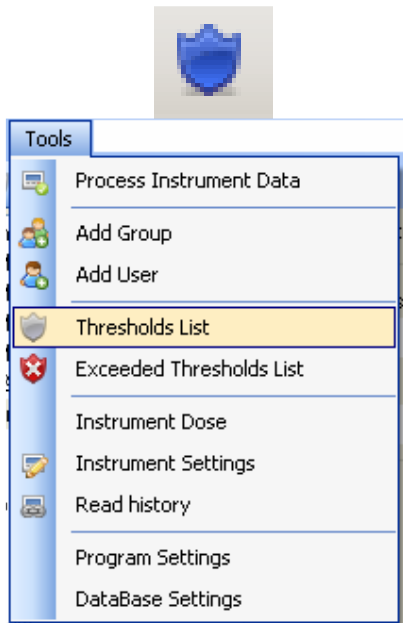 Tools
Process Instrument Data
Add Group
Add User
Thresholds List
Exceeded Thresholds List
Instrument Dose
Instrument Settings
Read history
Program Settings
DataBase Settings